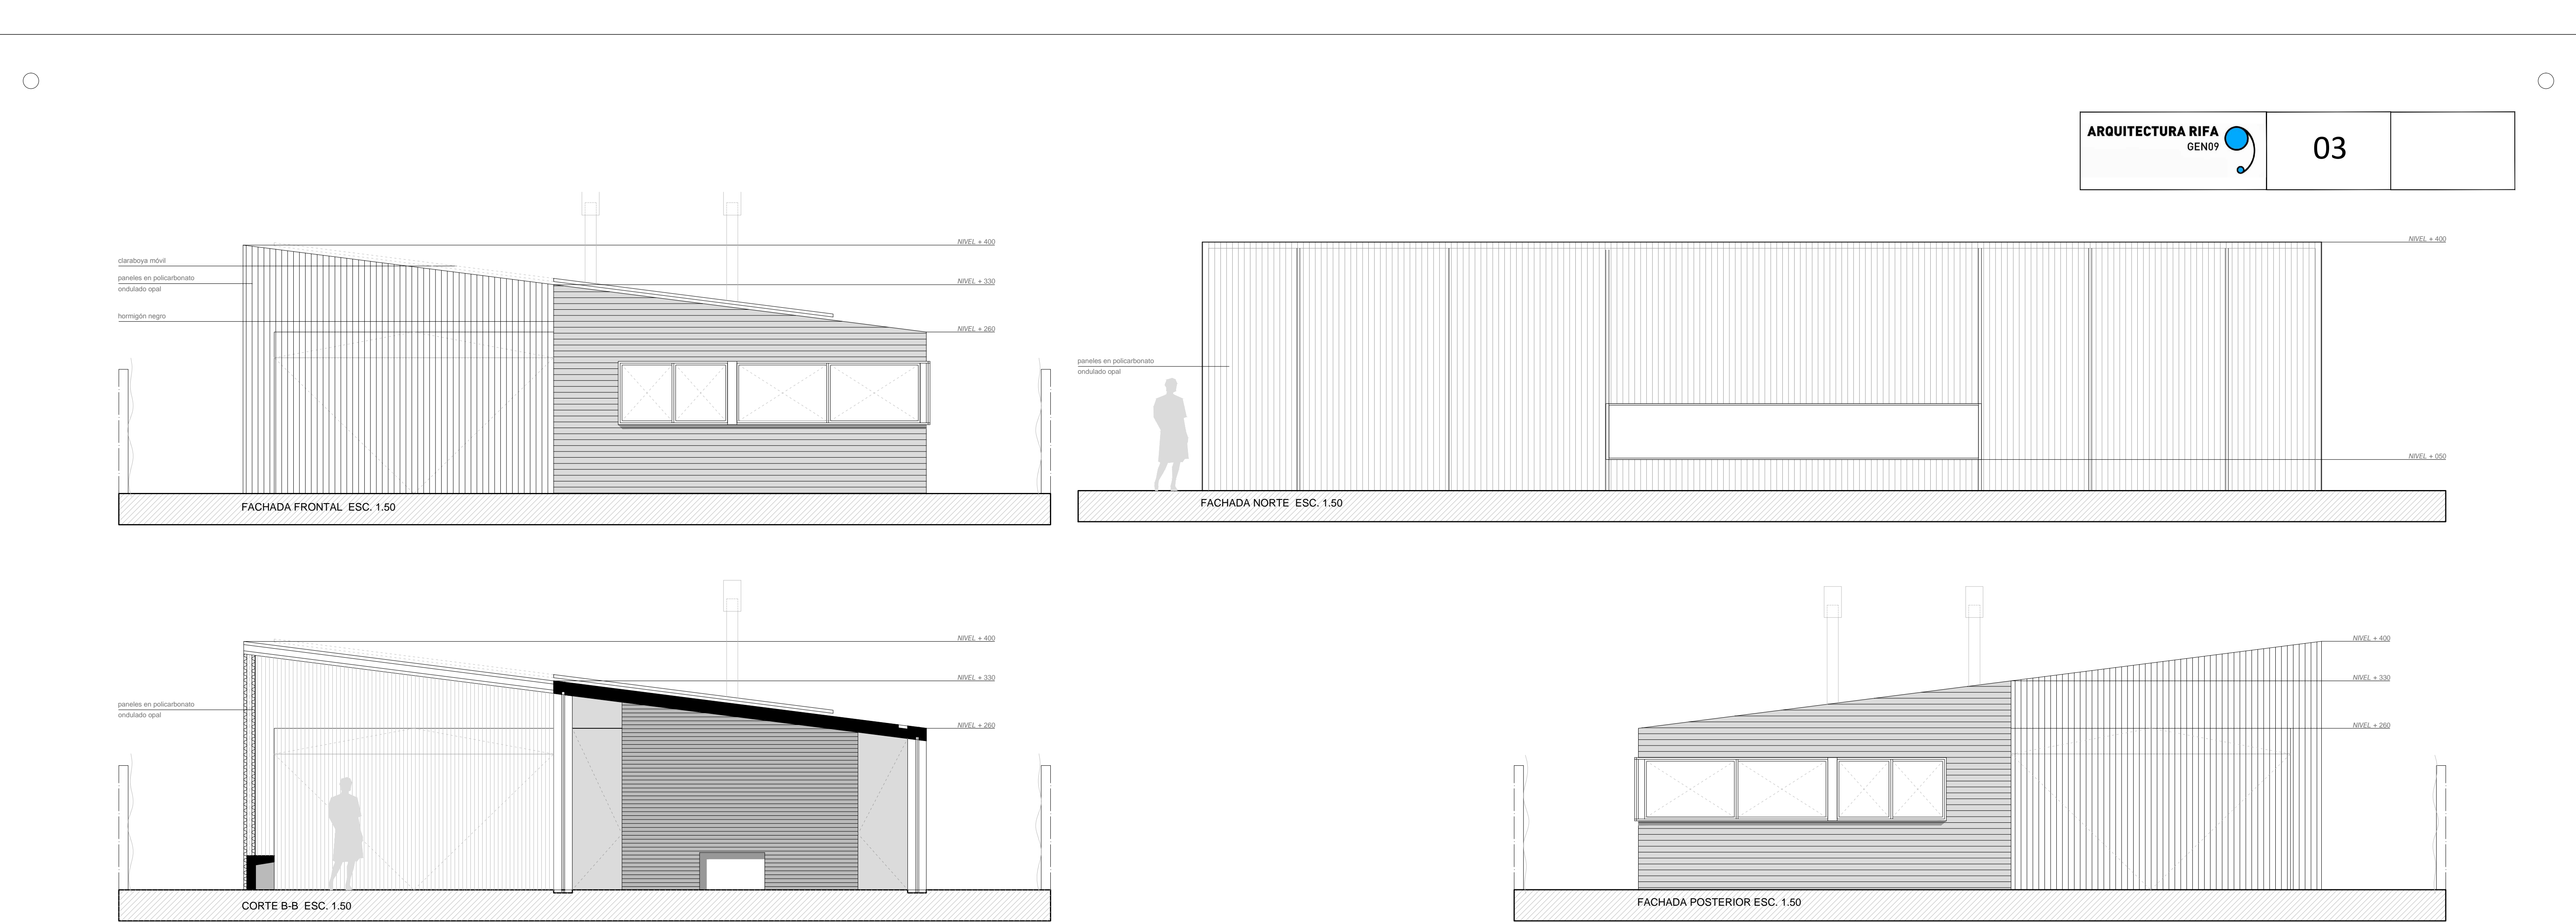 ARQUITECTURA RIFA
GEN09
03
NIVEL + 400
claraboya móvil
paneles en policarbonato
ondulado opal
NIVEL + 330
hormigón negro
NIVEL + 260
FACHADA FRONTAL  ESC. 1.50
NIVEL + 400
paneles en policarbonato
ondulado opal
NIVEL + 050
FACHADA NORTE  ESC. 1.50
NIVEL + 400
NIVEL + 330
paneles en policarbonato
ondulado opal
NIVEL + 260
CORTE B-B  ESC. 1.50
NIVEL + 400
NIVEL + 330
NIVEL + 260
FACHADA POSTERIOR ESC. 1.50